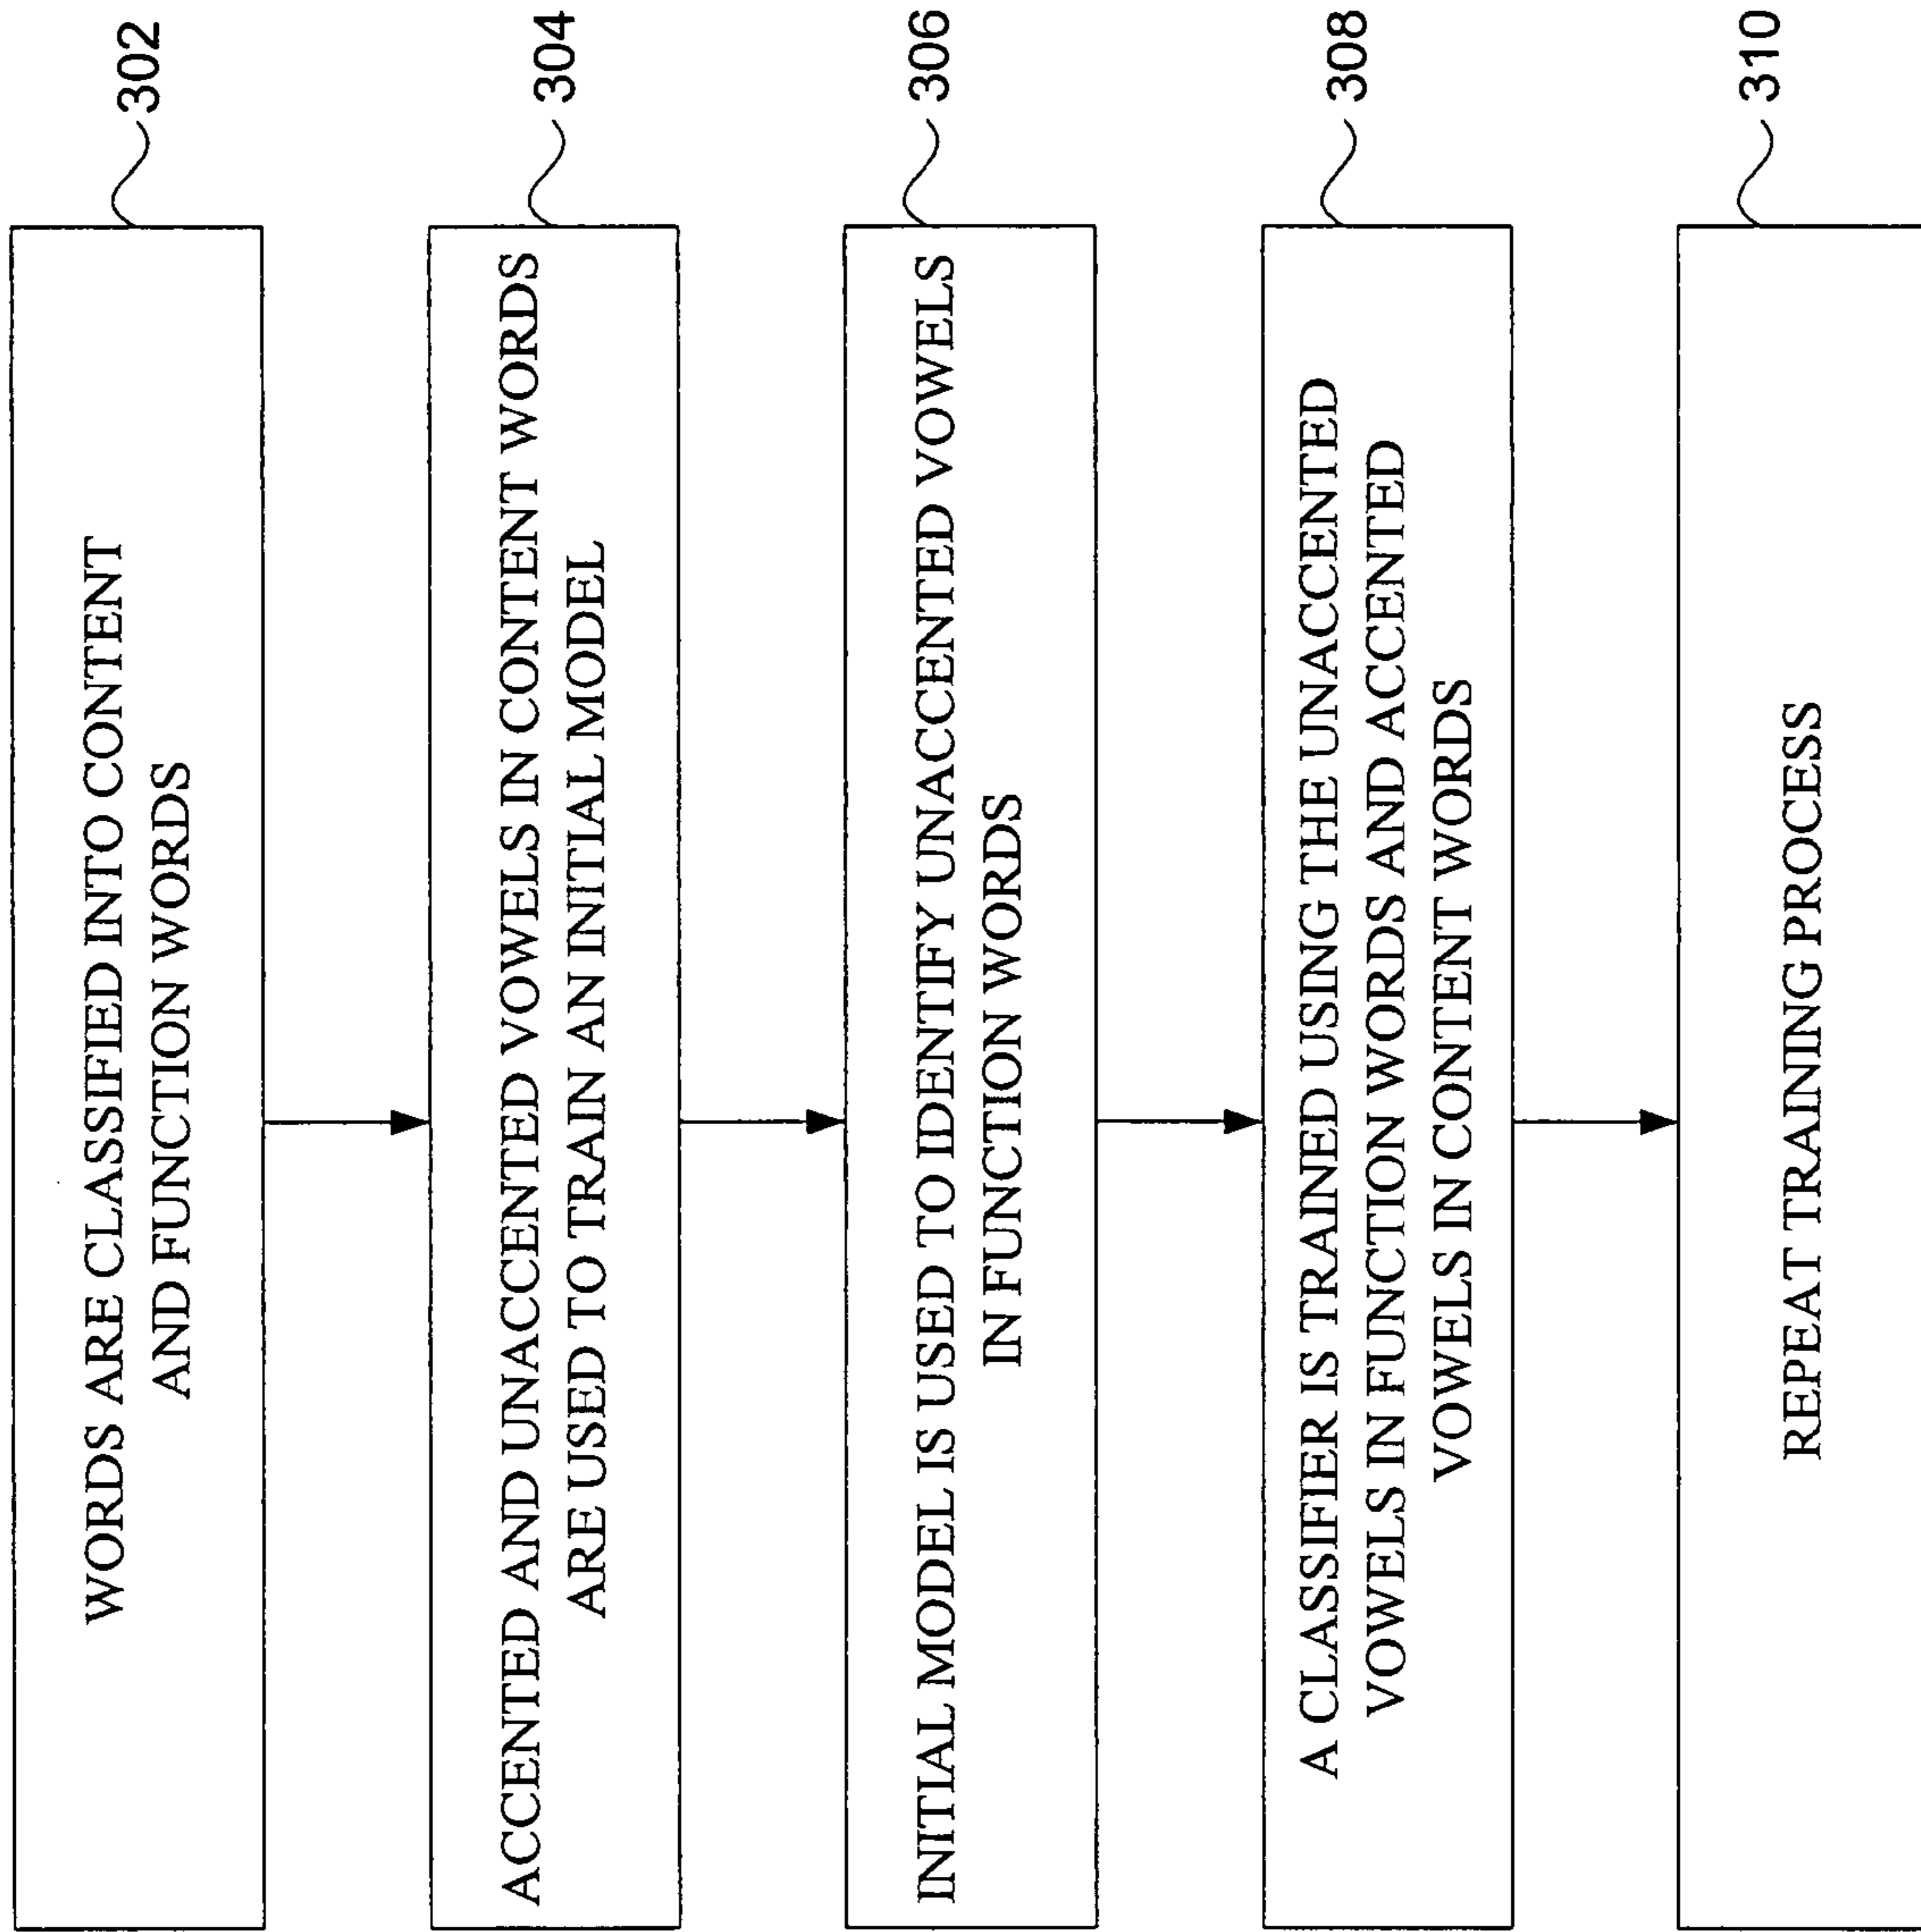 WORDS ARE CLASSIFIED INTO CONTENT
AND FUNCTION WORDS
302
ACCENTED AND UNACCENTED VOWELS IN CONTENT WORDS
ARE USED TO TRAIN AN INITIAL MODEL
304
INITIAL MODEL IS USED TO IDENTIFY UNACCENTED VOWELS
IN FUNCTION WORDS
306
A CLASSIFIER IS TRAINED USING THE UNACCENTED
VOWELS IN FUNCTION WORDS AND ACCENTED
VOWELS IN CONTENT WORDS
308
REPEAT TRAINING PROCESS
310